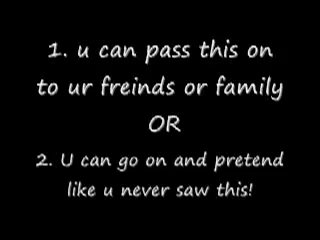 1. u can pass this on
to ur freinds or family
OR
2. U can go on and pretend
like u never saw this!